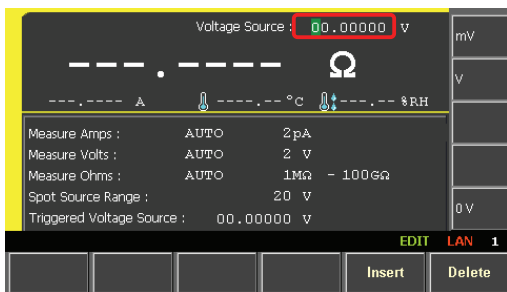 Voltage Source : 00.00000 V
mV
---.---- Ω
V
---.---- A ----.-- °C ---.-- %RH
Measure Amps : AUTO 2pA
Measure Volts : AUTO 2 V
Measure Ohms : AUTO 1MΩ - 100GΩ
Spot Source Range : 20 V
Triggered Voltage Source : 00.00000 V
0 V
EDIT LAN 1
Insert Delete